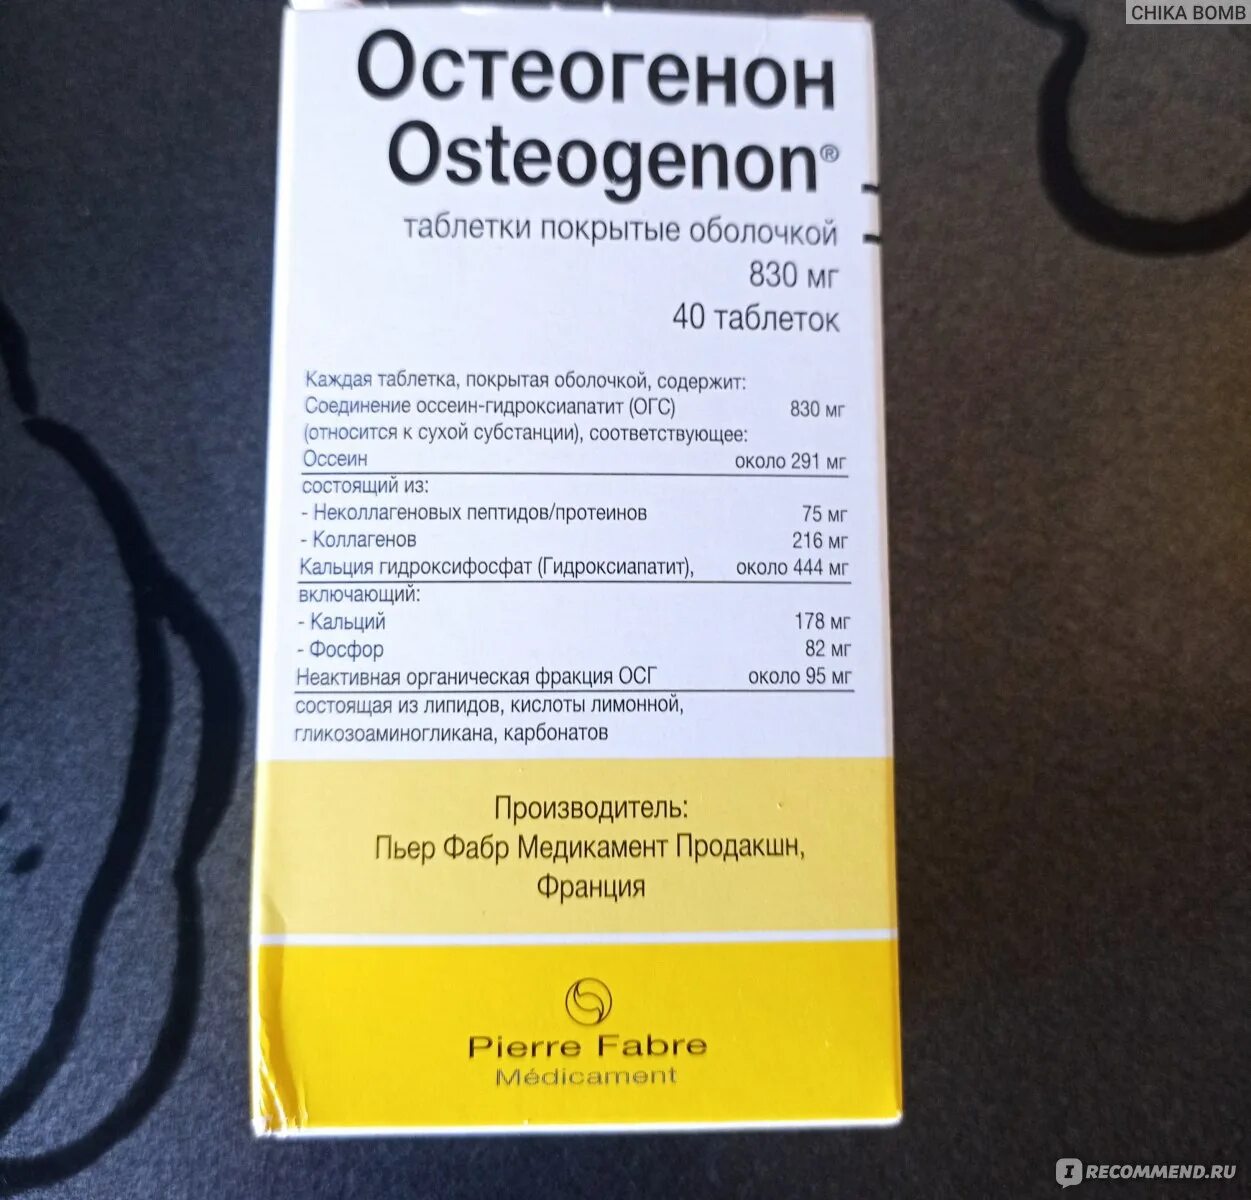 CHIKA BOMB
Остеогенон
Osteogenon®
таблетки покрытые оболочкой
830 мг
40 таблеток
Каждая таблетка, покрытая оболочкой, содержит:
Соединение оссеин-гидроксиапатит (ОГС) 830 мг
(относится к сухой субстанции), соответствующее:
Оссеин около 291 мг
состоящий из:
- Неколлагеновых пептидов/протеинов 75 мг
- Коллагенов 216 мг
Кальция гидроксифосфат (Гидроксиапатит), около 444 мг
включающий:
- Кальций 178 мг
- Фосфор 82 мг
Неактивная органическая фракция ОСГ около 95 мг
состоящая из липидов, кислоты лимонной,
гликозоаминогликана, карбонатов
Производитель:
Пьер Фабр Медикамент Продакшн,
Франция
Pierre Fabre
Médicament
IRECOMMEND.RU